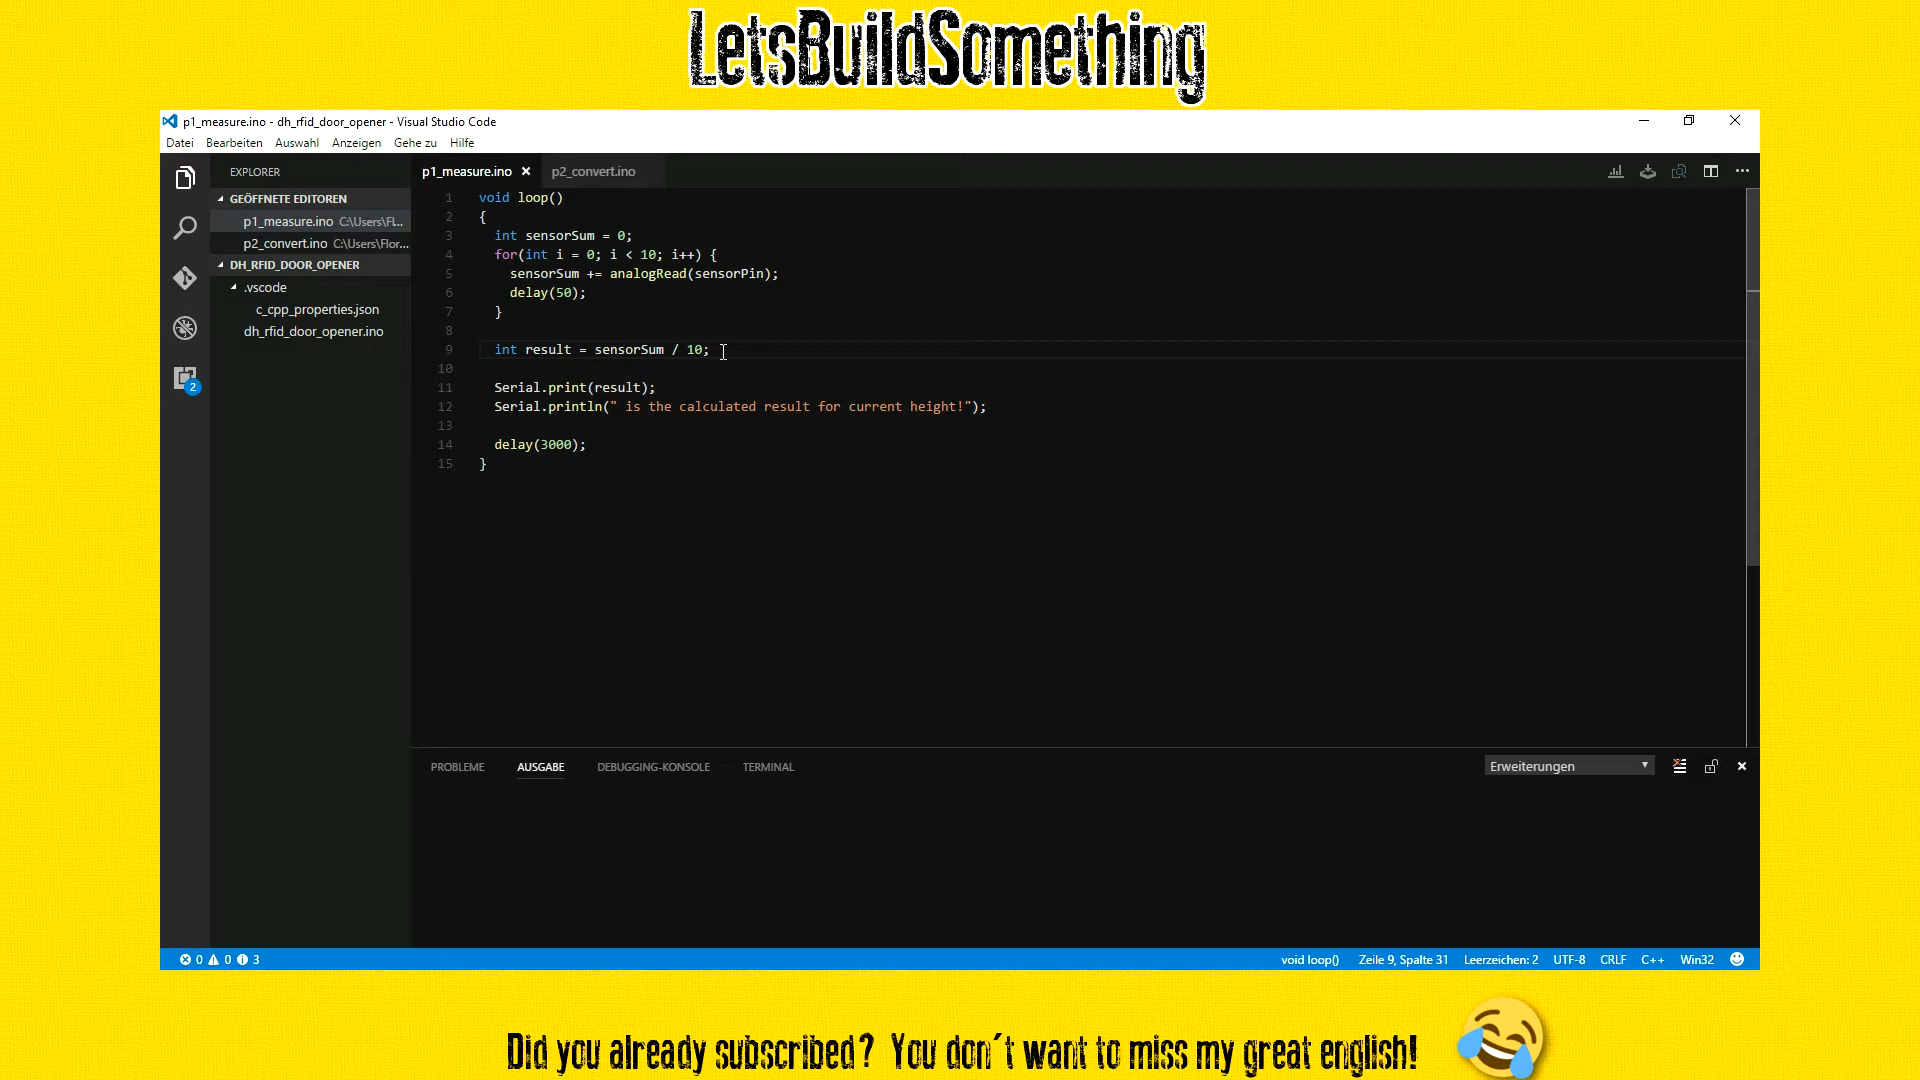 LetsBuildSomething
p1_measure.ino - dh_rfid_door_opener - Visual Studio Code
Datei Bearbeiten Auswahl Anzeigen Gehe zu Hilfe
EXPLORER
GEÖFFNETE EDITOREN
p1_measure.ino C:\Users\Fl...
p2_convert.ino C:\Users\Flor...
DH_RFID_DOOR_OPENER
.vscode
c_cpp_properties.json
dh_rfid_door_opener.ino
2
p1_measure.ino p2_convert.ino
1 void loop()
2 {
3 int sensorSum = 0;
4 for(int i = 0; i < 10; i++) {
5 sensorSum += analogRead(sensorPin);
6 delay(50);
7 }
8
9 int result = sensorSum / 10;
10
11 Serial.print(result);
12 Serial.println(" is the calculated result for current height!");
13
14 delay(3000);
15 }
PROBLEME AUSGABE DEBUGGING-KONSOLE TERMINAL Erweiterungen
0 0 3 void loop() Zeile 9, Spalte 31 Leerzeichen: 2 UTF-8 CRLF C++ Win32
Did you already subscribed? You don´t want to miss my great english!